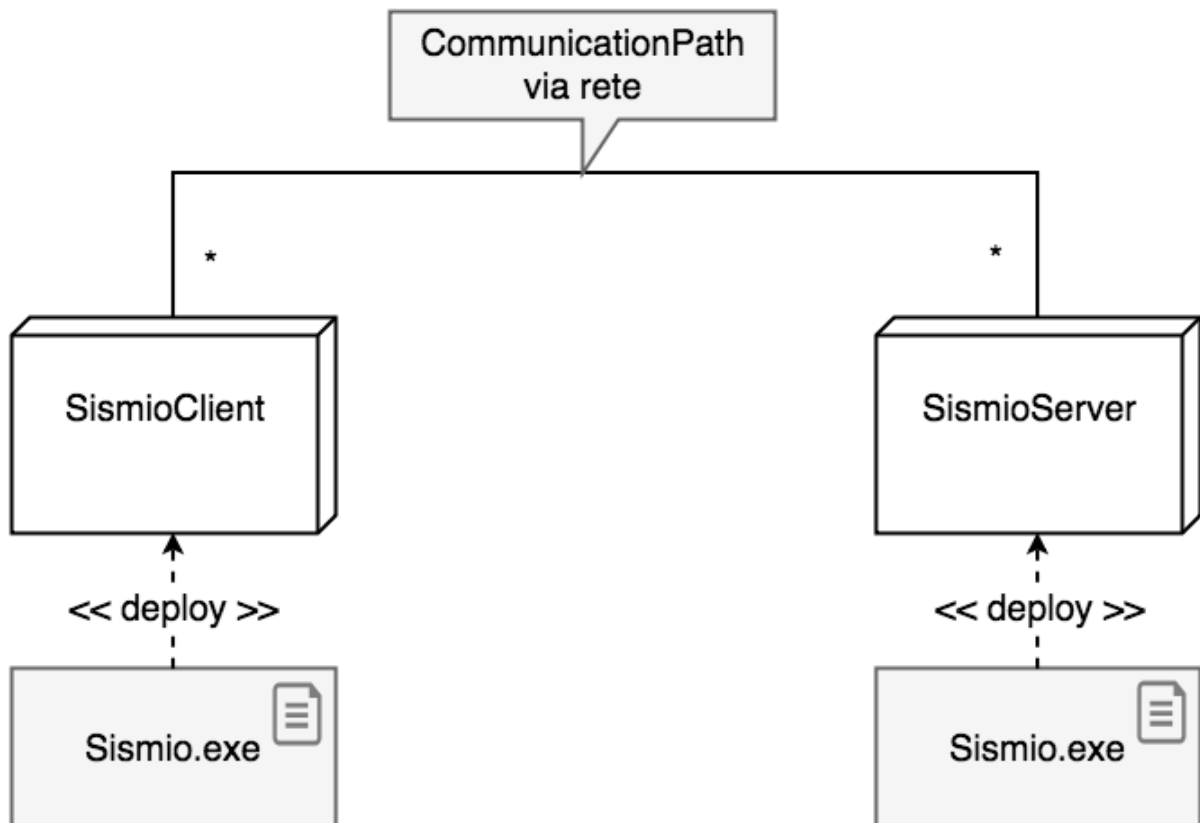 CommunicationPath
via rete
*
*
SismioClient
SismioServer
<< deploy >>
<< deploy >>
Sismio.exe
Sismio.exe